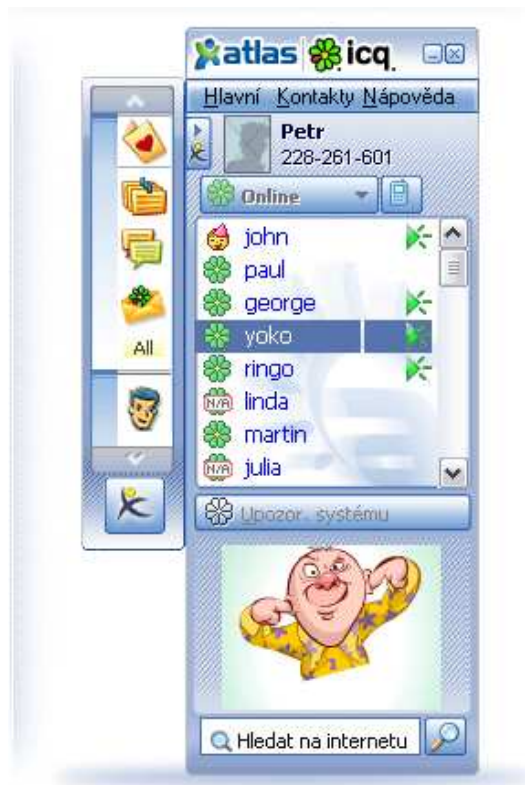 atlas icq
Hlavní Kontakty Nápověda
Petr
228-261-601
Online
john
paul
george
yoko
ringo
N/A linda
martin
N/A julia
All
Upozor. systému
Hledat na internetu